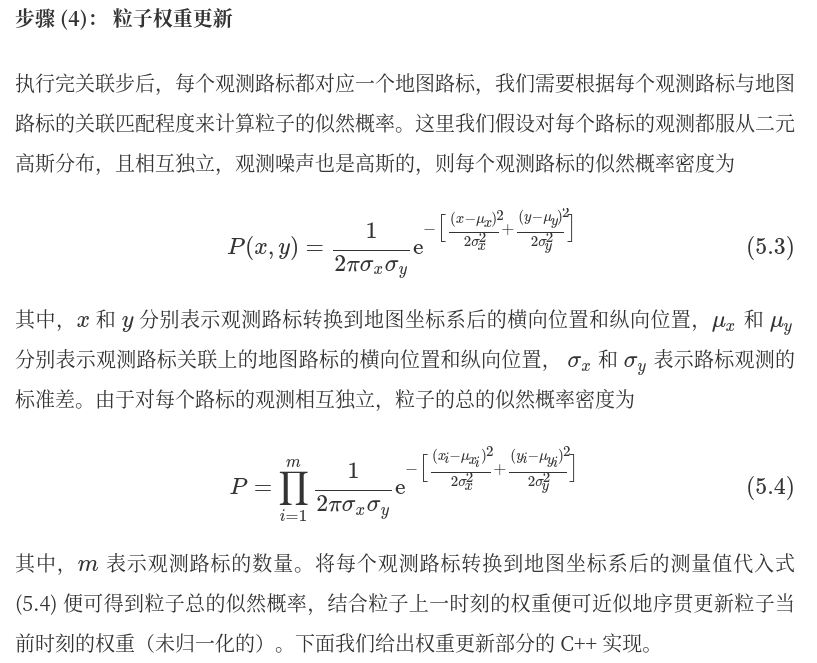 步骤 (4)： 粒子权重更新
执行完关联步后，每个观测路标都对应一个地图路标，我们需要根据每个观测路标与地图
路标的关联匹配程度来计算粒子的似然概率。这里我们假设对每个路标的观测都服从二元
高斯分布，且相互独立，观测噪声也是高斯的，则每个观测路标的似然概率密度为
$P(x,y) = \frac{1}{2\pi\sigma_x\sigma_y} \mathrm{e}^{-\left[\frac{(x-\mu_x)^2}{2\sigma_x^2}+\frac{(y-\mu_y)^2}{2\sigma_y^2}\right]}$ (5.3)
其中，x 和 y 分别表示观测路标转换到地图坐标系后的横向位置和纵向位置，$\mu_x$ 和 $\mu_y$
分别表示观测路标关联上的地图路标的横向位置和纵向位置， $\sigma_x$ 和 $\sigma_y$ 表示路标观测的
标准差。由于对每个路标的观测相互独立，粒子的总的似然概率密度为
$P = \prod_{i=1}^{m} \frac{1}{2\pi\sigma_x\sigma_y} \mathrm{e}^{-\left[\frac{(x_i-\mu_{x_i})^2}{2\sigma_x^2}+\frac{(y_i-\mu_{y_i})^2}{2\sigma_y^2}\right]}$ (5.4)
其中，m 表示观测路标的数量。将每个观测路标转换到地图坐标系后的测量值代入式
(5.4) 便可得到粒子总的似然概率，结合粒子上一时刻的权重便可近似地序贯更新粒子当
前时刻的权重（未归一化的）。下面我们给出权重更新部分的 C++ 实现。